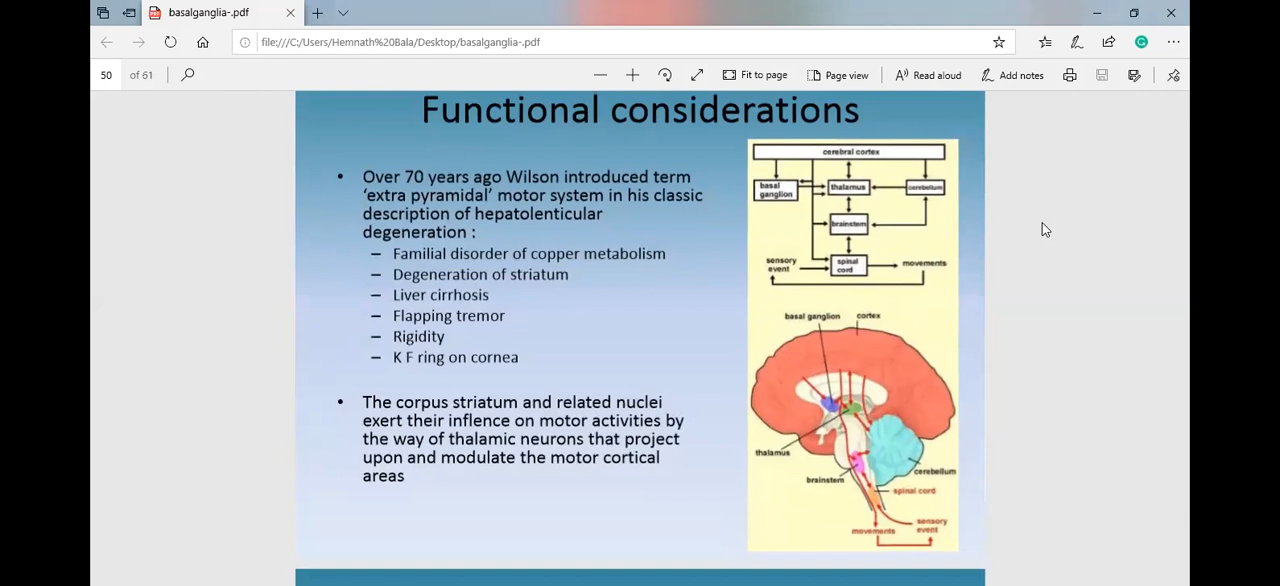 basalganglia-.pdf
file:///C:/Users/Hemnath%20Bala/Desktop/basalganglia-.pdf
50 of 61
Fit to page
Page view
Read aloud
Add notes
Functional considerations
• Over 70 years ago Wilson introduced term
‘extra pyramidal’ motor system in his classic
description of hepatolenticular
degeneration :
– Familial disorder of copper metabolism
– Degeneration of striatum
– Liver cirrhosis
– Flapping tremor
– Rigidity
– K F ring on cornea
• The corpus striatum and related nuclei
exert their inflence on motor activities by
the way of thalamic neurons that project
upon and modulate the motor cortical
areas
cerebral cortex
basal
ganglion
thalamus
cerebellum
brainstem
sensory
event
spinal
cord
movements
basal ganglion
cortex
thalamus
brainstem
cerebellum
spinal cord
sensory
event
movements